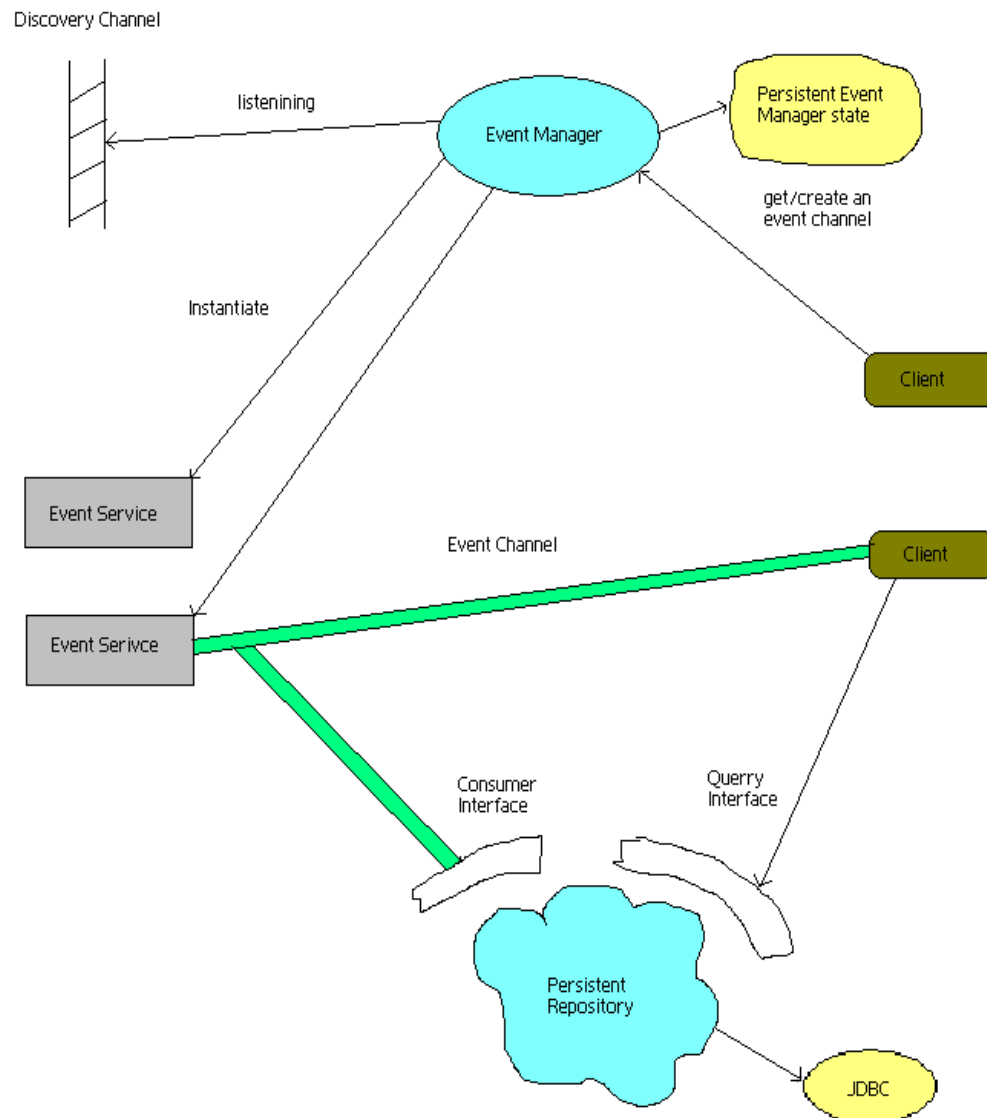 Discovery Channel
listenining
Event Manager
Persistent Event
Manager state
get/create an
event channel
Instantiate
Client
Event Service
Event Channel
Client
Event Serivce
Consumer
Interface
Querry
Interface
Persistent
Repository
JDBC